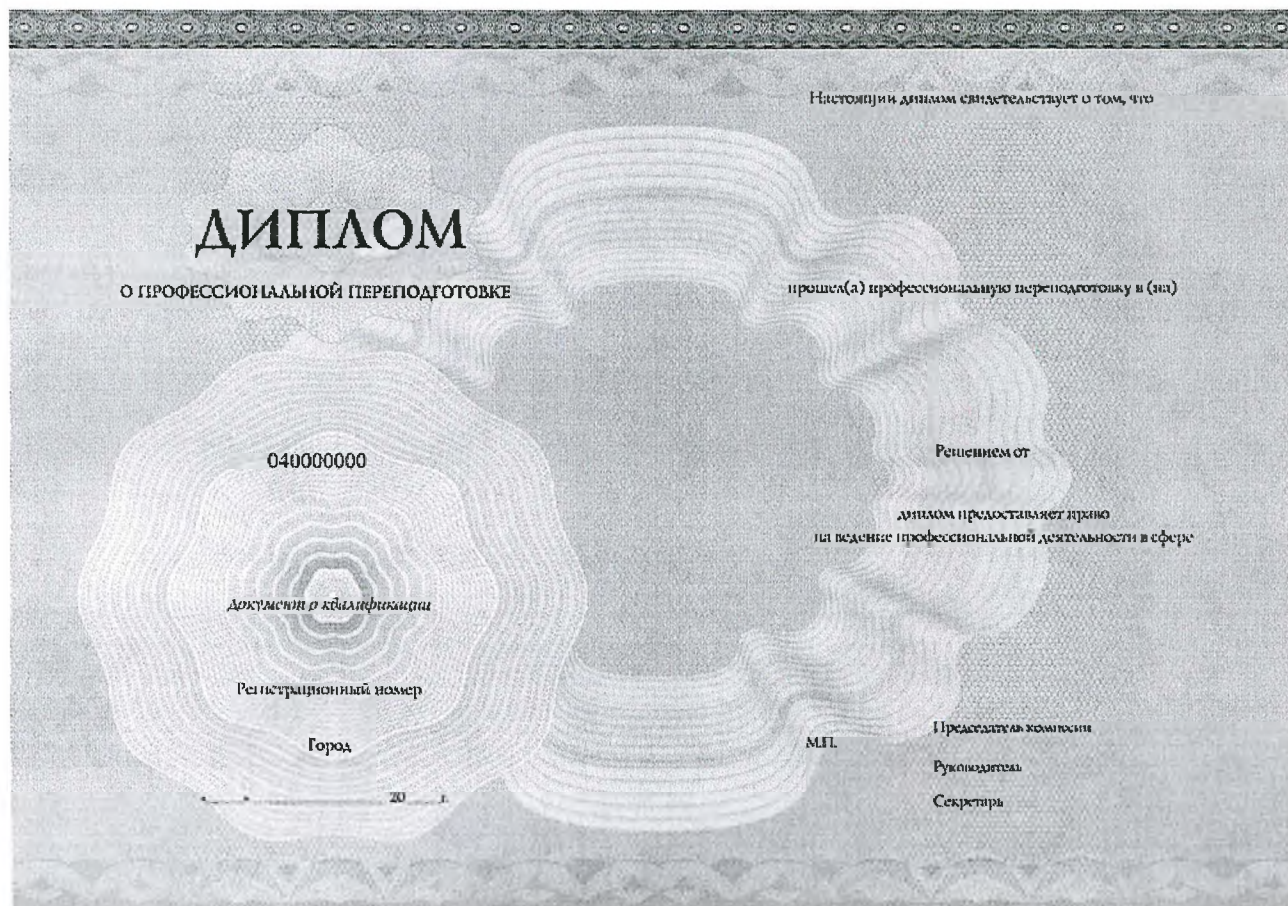 ДИПЛОМ
О ПРОФЕССИОНАЛЬНОЙ ПЕРЕПОДГОТОВКЕ
040000000
Документ о квалификации
Регистрационный номер
Город
20 г.
Настоящий диплом свидетельствует о том, что
прошел(а) профессиональную переподготовку в (на)
Решением от
диплом предоставляет право
на ведение профессиональной деятельности в сфере
М.П.
Председатель комиссии
Руководитель
Секретарь